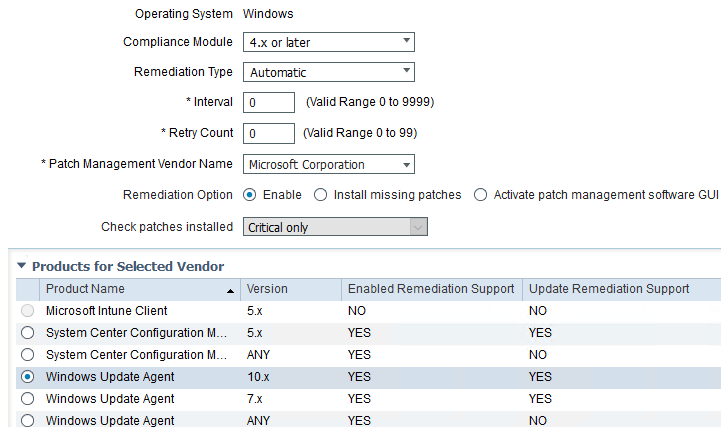 Operating System Windows
Compliance Module 4.x or later
Remediation Type Automatic
* Interval 0 (Valid Range 0 to 9999)
* Retry Count 0 (Valid Range 0 to 99)
* Patch Management Vendor Name Microsoft Corporation
Remediation Option Enable Install missing patches Activate patch management software GUI
Check patches installed Critical only
Products for Selected Vendor
Product Name Version Enabled Remediation Support Update Remediation Support
Microsoft Intune Client 5.x NO NO
System Center Configuration M... 5.x YES YES
System Center Configuration M... ANY YES NO
Windows Update Agent 10.x YES YES
Windows Update Agent 7.x YES YES
Windows Update Agent ANY YES NO